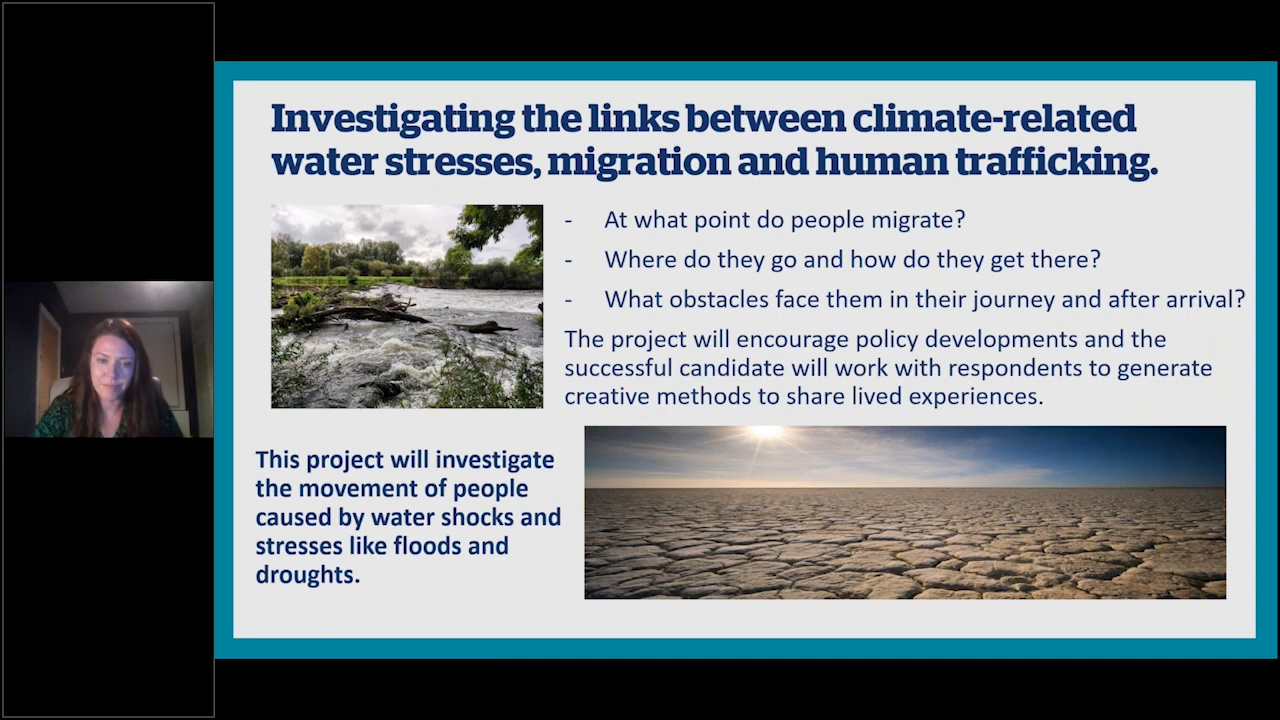 Investigating the links between climate-related
water stresses, migration and human trafficking.
- At what point do people migrate?
- Where do they go and how do they get there?
- What obstacles face them in their journey and after arrival?
The project will encourage policy developments and the
successful candidate will work with respondents to generate
creative methods to share lived experiences.
This project will investigate
the movement of people
caused by water shocks and
stresses like floods and
droughts.